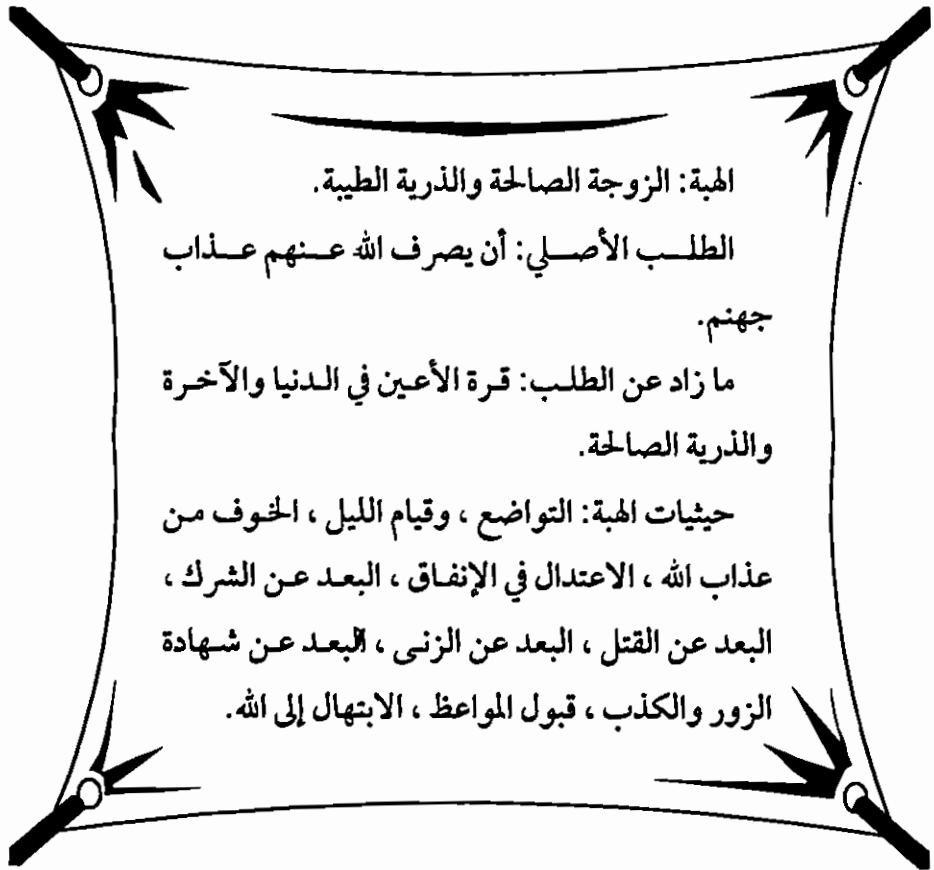 الهبة: الزوجة الصالحة والذرية الطيبة.
الطلب الأصلي: أن يصرف الله عنهم عذاب
جهنم.
ما زاد عن الطلب: قرة الأعين في الدنيا والآخرة
والذرية الصالحة.
حيثيات الهبة: التواضع ، وقيام الليل ، الخوف من
عذاب الله ، الاعتدال في الإنفاق ، البعد عن الشرك ،
البعد عن القتل ، البعد عن الزنى ، البعد عن شهادة
الزور والكذب ، قبول المواعظ ، الابتهال إلى الله.